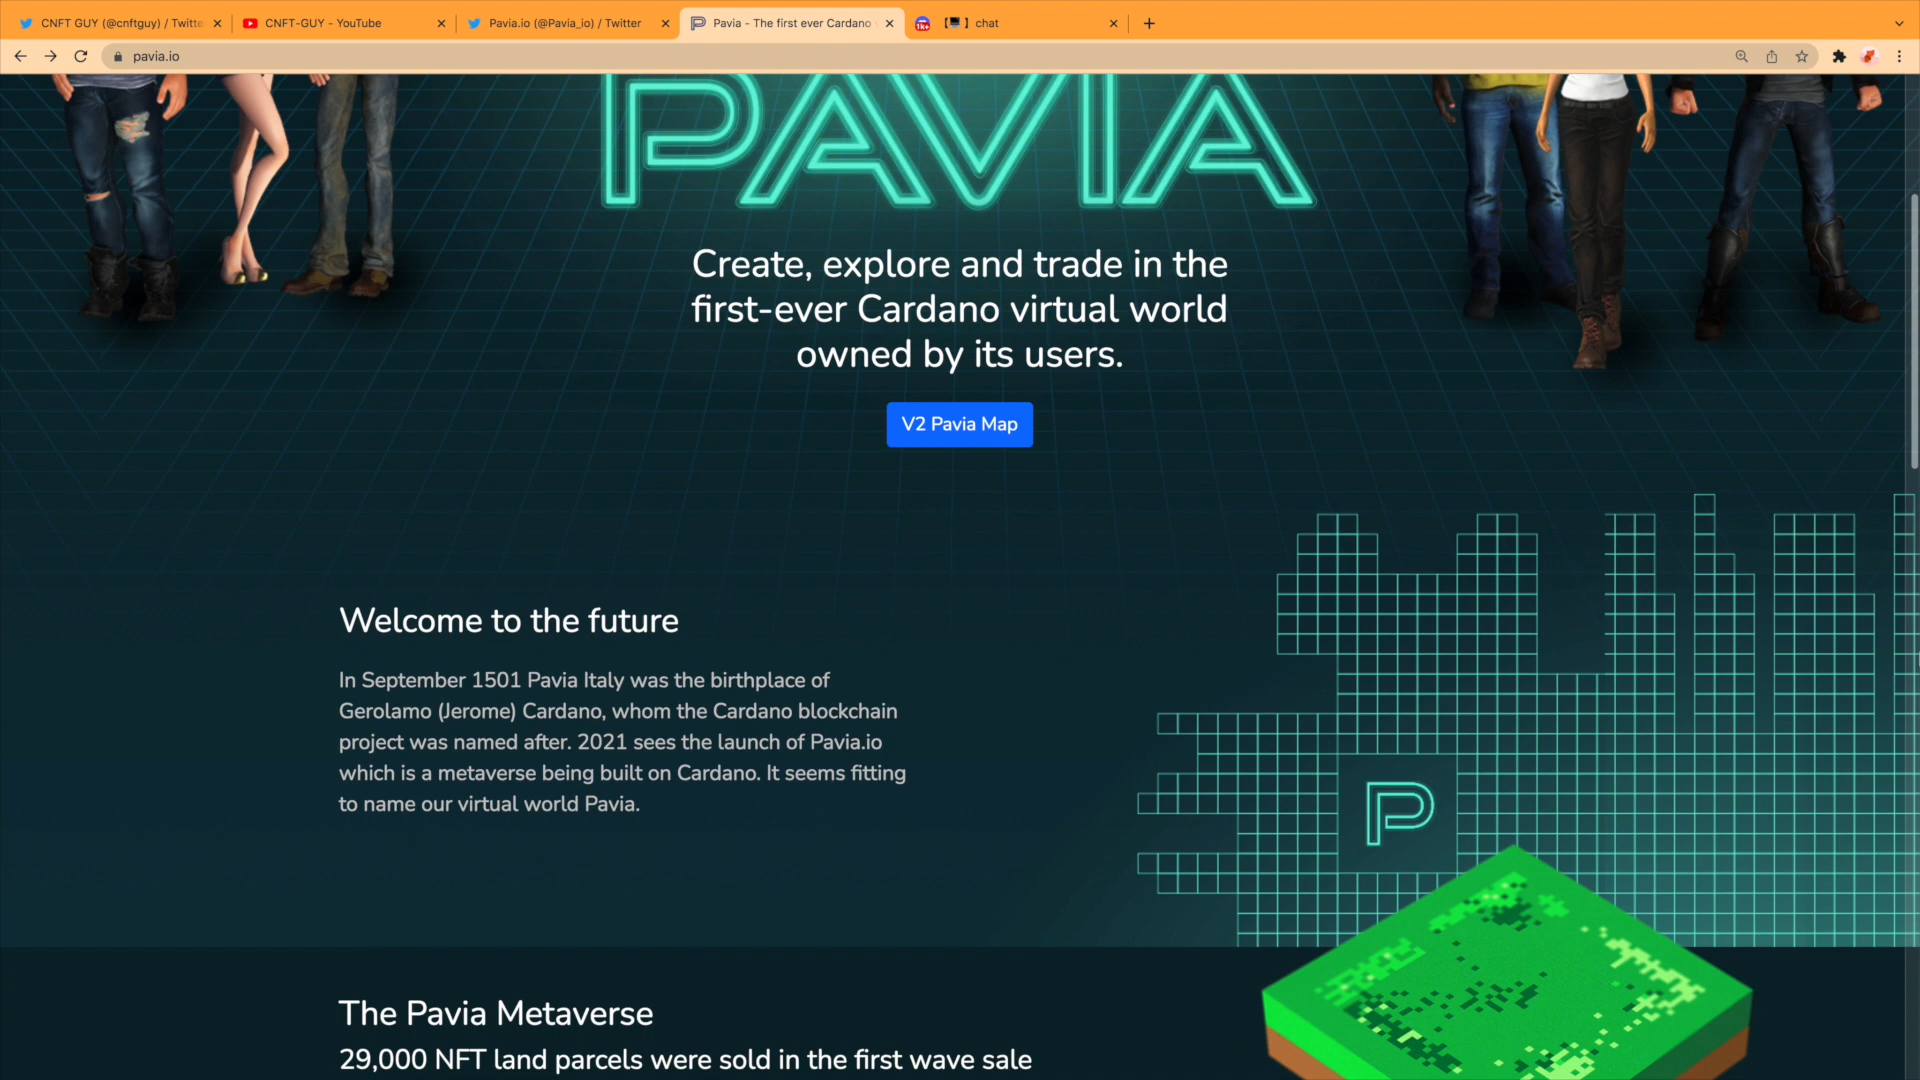 CNFT GUY (@cnftguy) / Twitte
CNFT-GUY - YouTube
Pavia.io (@Pavia_io) / Twitter
Pavia - The first ever Cardano
1k+
chat
pavia.io
PAVIA
Create, explore and trade in the
first-ever Cardano virtual world
owned by its users.
V2 Pavia Map
Welcome to the future
In September 1501 Pavia Italy was the birthplace of
Gerolamo (Jerome) Cardano, whom the Cardano blockchain
project was named after. 2021 sees the launch of Pavia.io
which is a metaverse being built on Cardano. It seems fitting
to name our virtual world Pavia.
P
The Pavia Metaverse
29,000 NFT land parcels were sold in the first wave sale